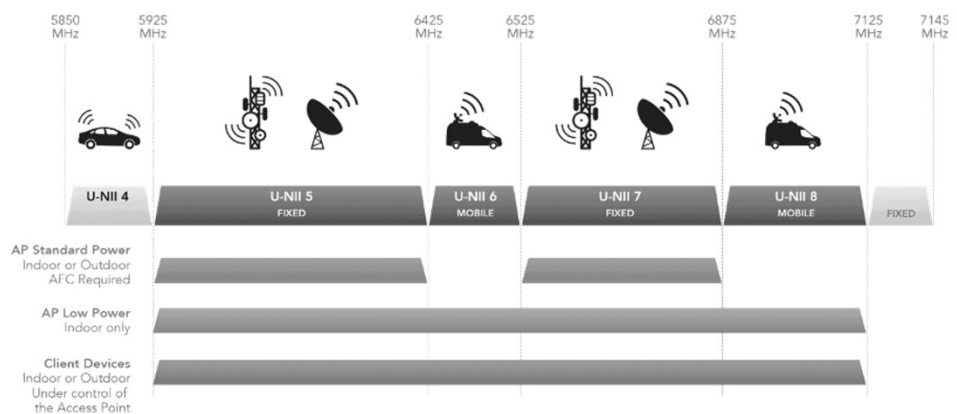 5850 MHz
5925 MHz
6425 MHz
6525 MHz
6875 MHz
7125 MHz
7145 MHz
U-NII 4
U-NII 5
FIXED
U-NII 6
MOBILE
U-NII 7
FIXED
U-NII 8
MOBILE
FIXED
AP Standard Power
Indoor or Outdoor
AFC Required
AP Low Power
Indoor only
Client Devices
Indoor or Outdoor
Under control of
the Access Point